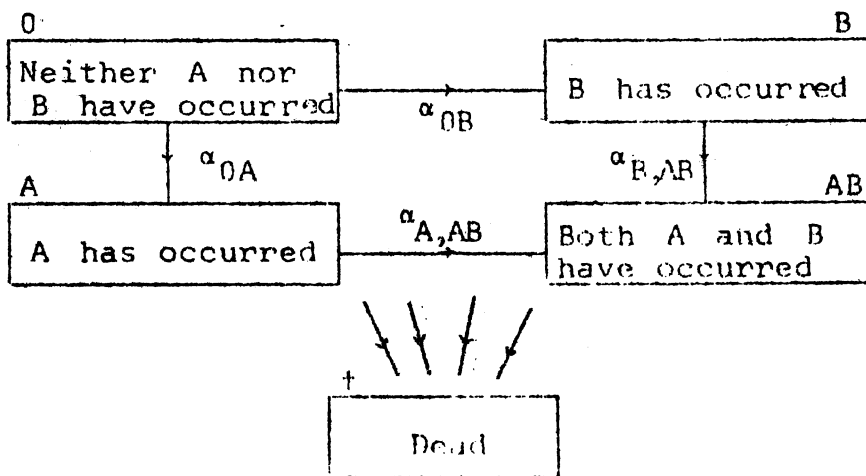 0
B
Neither A nor
B have occurred
B has occurred
α0B
α0A
αB,AB
A
AB
αA,AB
A has occurred
Both A and B
have occurred
†
Dead